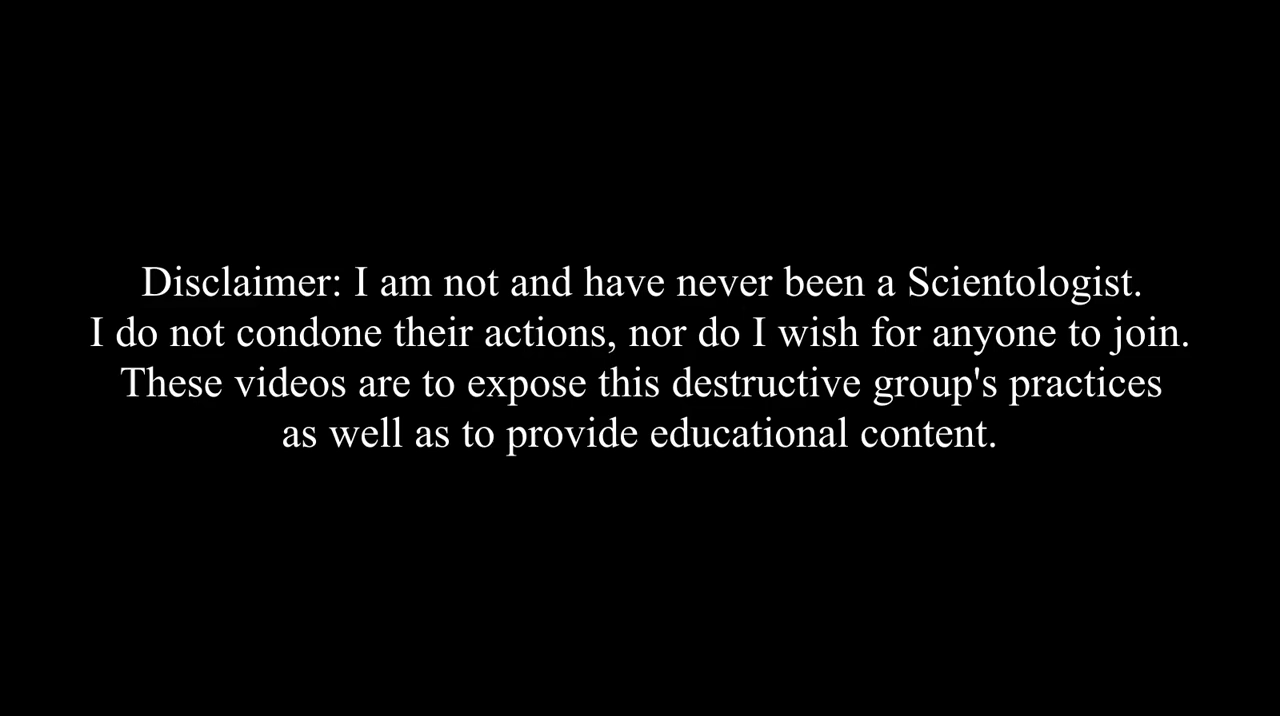 Disclaimer: I am not and have never been a Scientologist.
I do not condone their actions, nor do I wish for anyone to join.
These videos are to expose this destructive group's practices
as well as to provide educational content.